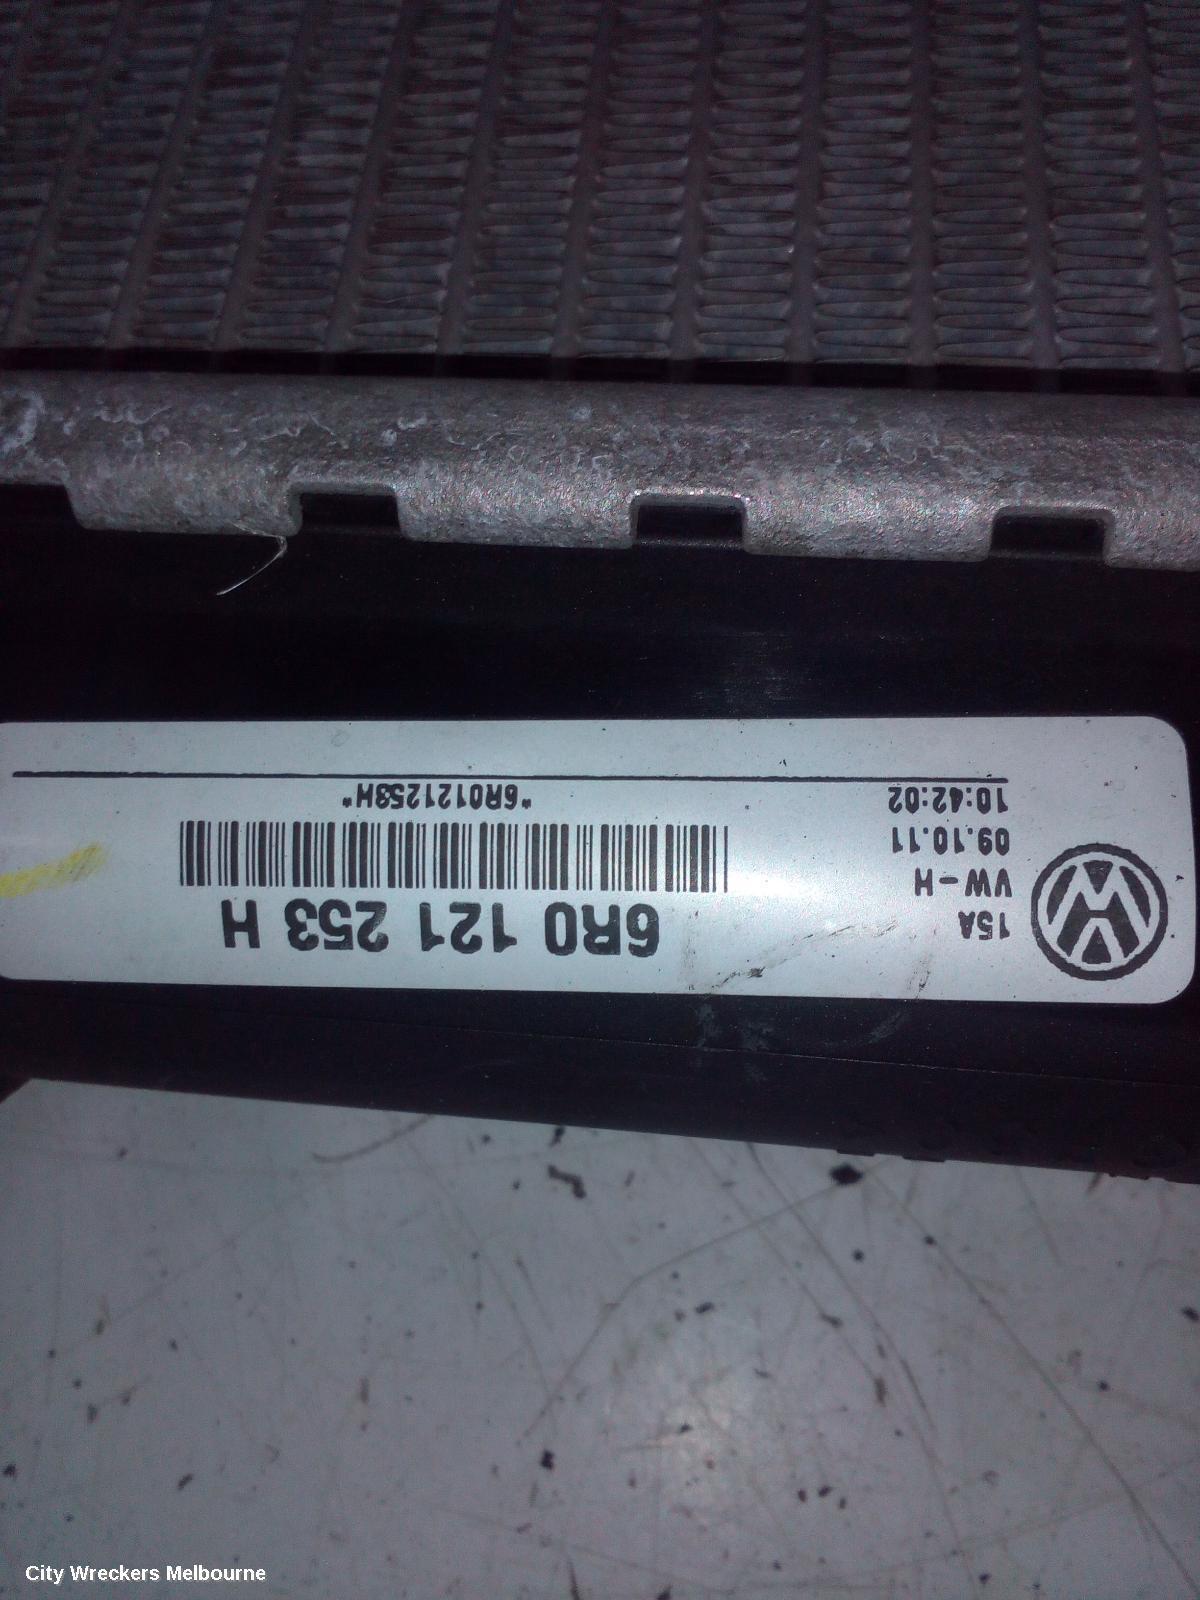 6R0 121 253 H
*6R0121253H*
15A
VW-H
09.10.11
10:42:02
City Wreckers Melbourne